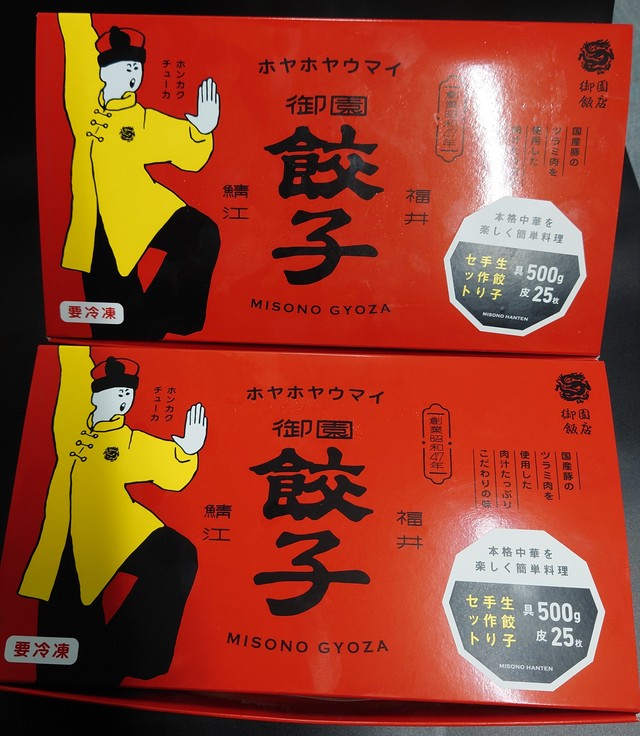 ホンカク
チューカ
ホヤホヤウマイ
御園
餃子
福井
鯖江
MISONO GYOZA
要冷凍
御園
飯店
国産豚の
ツラミ肉を
使用した
本格中華を
楽しく簡単料理
生餃子
手作り
セット
具500g
皮25枚
MISONO HANTEN
ホンカク
チューカ
ホヤホヤウマイ
御園
餃子
福井
鯖江
MISONO GYOZA
要冷凍
創業昭和47年
御園
飯店
国産豚の
ツラミ肉を
使用した
肉汁たっぷり
こだわりの味
本格中華を
楽しく簡単料理
生餃子
手作り
セット
具500g
皮25枚
MISONO HANTEN